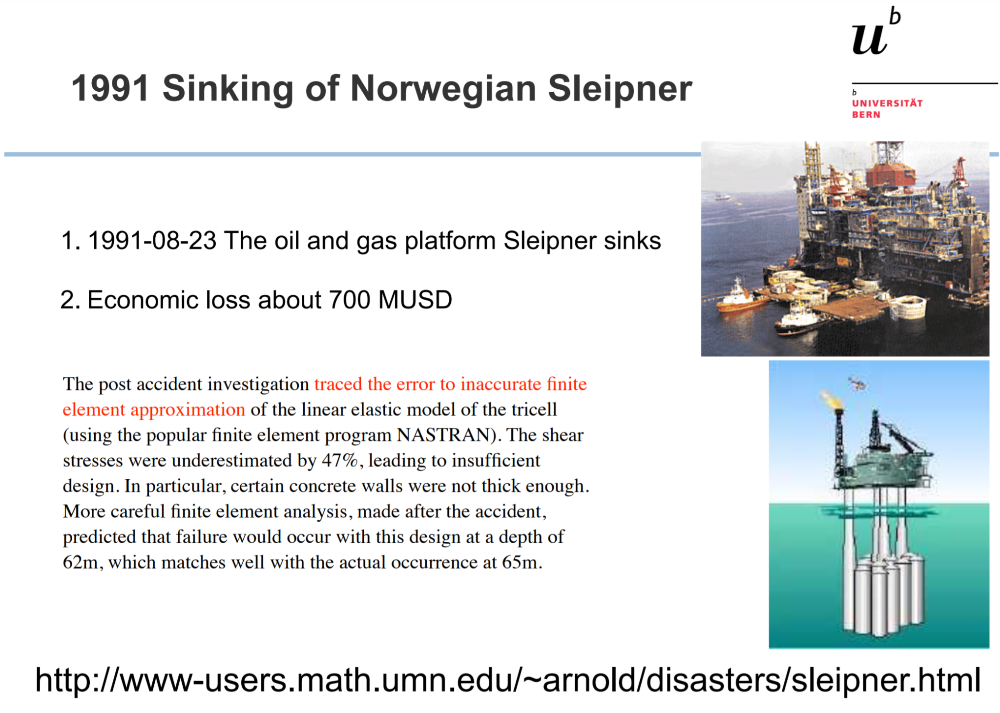 u^b
b
UNIVERSITÄT
BERN
1991 Sinking of Norwegian Sleipner
1. 1991-08-23 The oil and gas platform Sleipner sinks
2. Economic loss about 700 MUSD
The post accident investigation traced the error to inaccurate finite
element approximation of the linear elastic model of the tricell
(using the popular finite element program NASTRAN). The shear
stresses were underestimated by 47%, leading to insufficient
design. In particular, certain concrete walls were not thick enough.
More careful finite element analysis, made after the accident,
predicted that failure would occur with this design at a depth of
62m, which matches well with the actual occurrence at 65m.
http://www-users.math.umn.edu/~arnold/disasters/sleipner.html